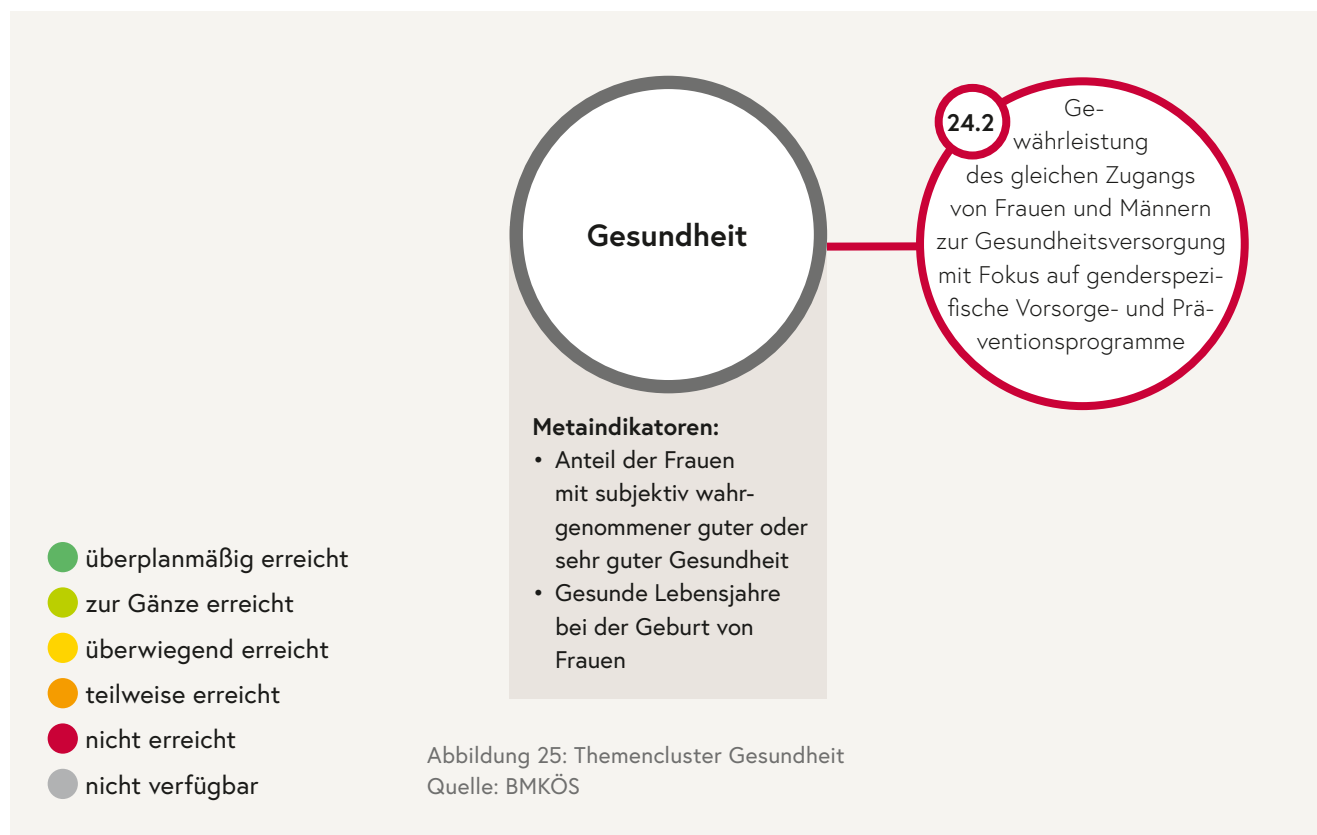 Gesundheit
24.2
Ge-
währleistung
des gleichen Zugangs
von Frauen und Männern
zur Gesundheitsversorgung
mit Fokus auf genderspezi-
fische Vorsorge- und Prä-
ventionsprogramme
Metaindikatoren:
• Anteil der Frauen
mit subjektiv wahr-
genommener guter oder
sehr guter Gesundheit
• Gesunde Lebensjahre
bei der Geburt von
Frauen
überplanmäßig erreicht
zur Gänze erreicht
überwiegend erreicht
teilweise erreicht
nicht erreicht
nicht verfügbar
Abbildung 25: Themencluster Gesundheit
Quelle: BMKÖS